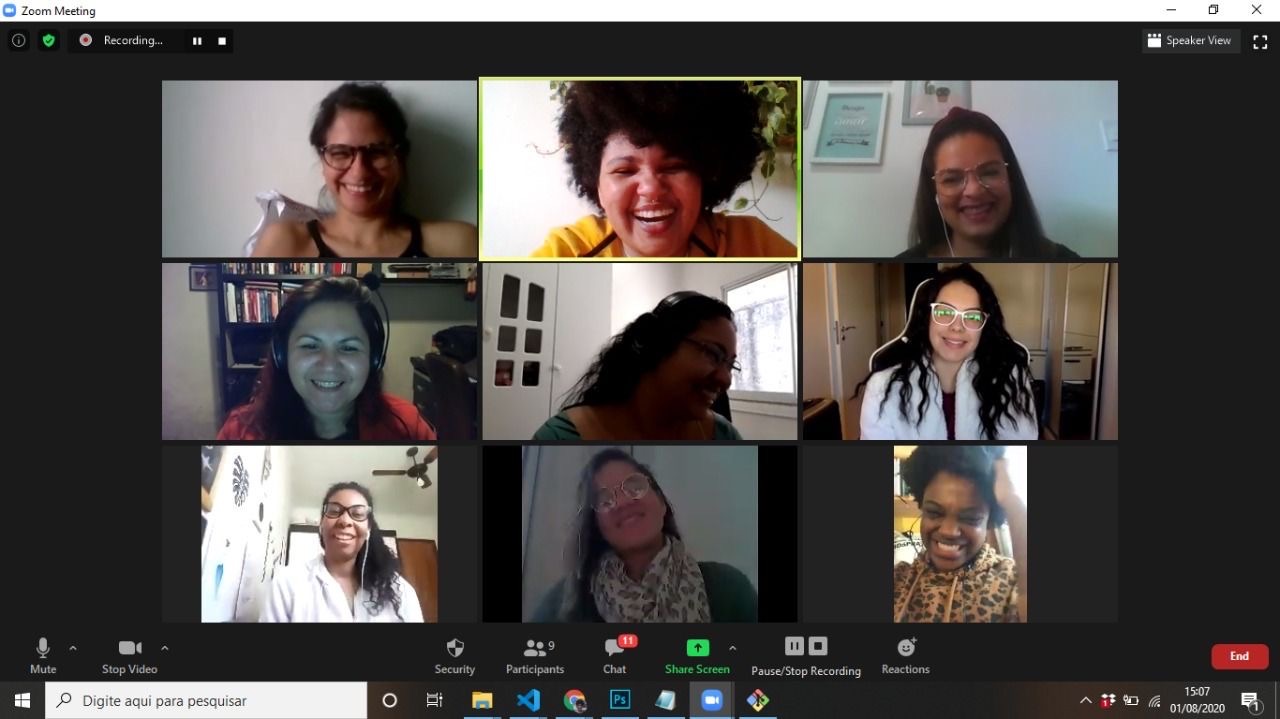 Zoom Meeting
Recording...
Speaker View
Mute
Stop Video
Security
Participants
9
Chat
11
Share Screen
Pause/Stop Recording
Reactions
End
Digite aqui para pesquisar
Ps
15:07
01/08/2020
1